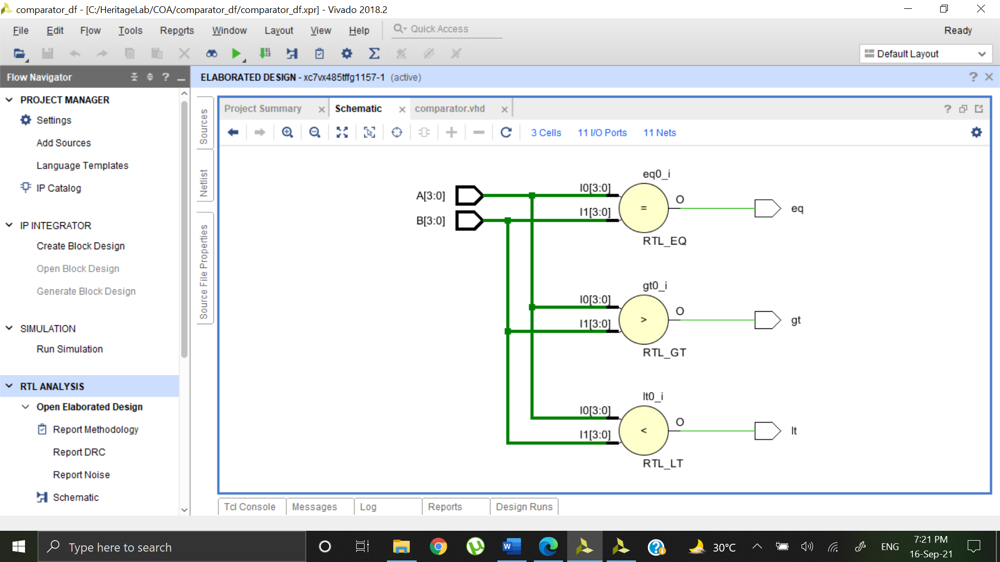 comparator_df - [C:/HeritageLab/COA/comparator_df/comparator_df.xpr] - Vivado 2018.2
File Edit Flow Tools Reports Window Layout View Help Quick Access Ready
Default Layout
Flow Navigator
ELABORATED DESIGN - xc7vx485tffg1157-1 (active)
PROJECT MANAGER
Settings
Add Sources
Language Templates
IP Catalog
IP INTEGRATOR
Create Block Design
Open Block Design
Generate Block Design
SIMULATION
Run Simulation
RTL ANALYSIS
Open Elaborated Design
Report Methodology
Report DRC
Report Noise
Schematic
Sources
Netlist
Source File Properties
Project Summary Schematic comparator.vhd
3 Cells 11 I/O Ports 11 Nets
eq0_i
A[3:0] I0[3:0] = O eq
B[3:0] I1[3:0]
RTL_EQ
gt0_i
I0[3:0] > O gt
I1[3:0]
RTL_GT
lt0_i
I0[3:0] < O lt
I1[3:0]
RTL_LT
Tcl Console Messages Log Reports Design Runs
Type here to search
30°C
ENG
7:21 PM
16-Sep-21